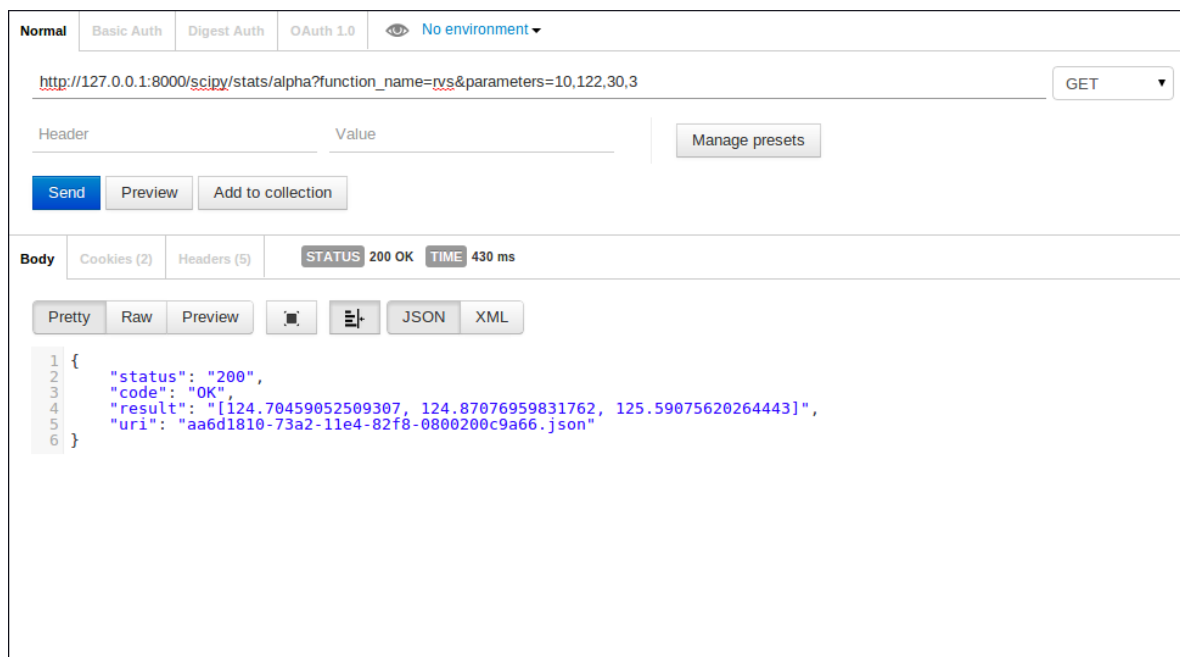 Normal Basic Auth Digest Auth OAuth 1.0 No environment
http://127.0.0.1:8000/scipy/stats/alpha?function_name=rvs&parameters=10,122,30,3 GET
Header Value Manage presets
Send Preview Add to collection
Body Cookies (2) Headers (5) STATUS 200 OK TIME 430 ms
Pretty Raw Preview JSON XML
1 {
2 "status": "200",
3 "code": "OK",
4 "result": "[124.70459052509307, 124.87076959831762, 125.59075620264443]",
5 "uri": "aa6d1810-73a2-11e4-82f8-0800200c9a66.json"
6 }